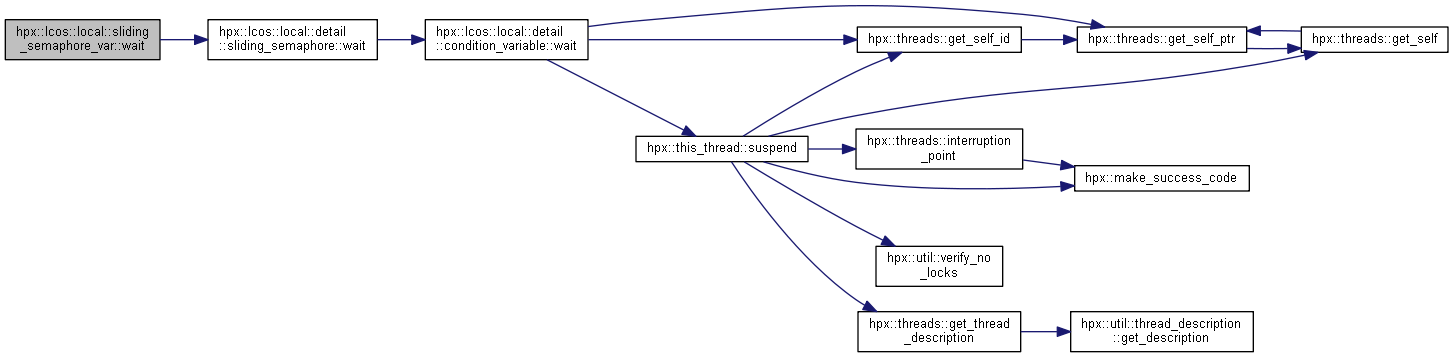 hpx::lcos::local::sliding
_semaphore_var::wait
hpx::lcos::local::detail
::sliding_semaphore::wait
hpx::lcos::local::detail
::condition_variable::wait
hpx::threads::get_self_id
hpx::threads::get_self_ptr
hpx::threads::get_self
hpx::this_thread::suspend
hpx::threads::interruption
_point
hpx::make_success_code
hpx::util::verify_no
_locks
hpx::threads::get_thread
_description
hpx::util::thread_description
::get_description